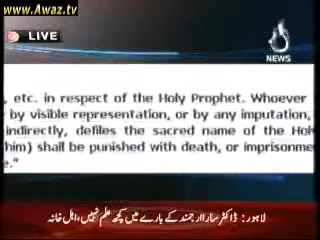 www.Awaz.tv
LIVE
NEWS
, etc. in respect of the Holy Prophet. Whoever
by visible representation, or by any imputation,
indirectly, defiles the sacred name of the Hol
him) shall be punished with death, or imprisonme
e."
لاہور: ڈاکٹر سارا ارجمند کے بارے میں کچھ علم نہیں، اہل خانہ